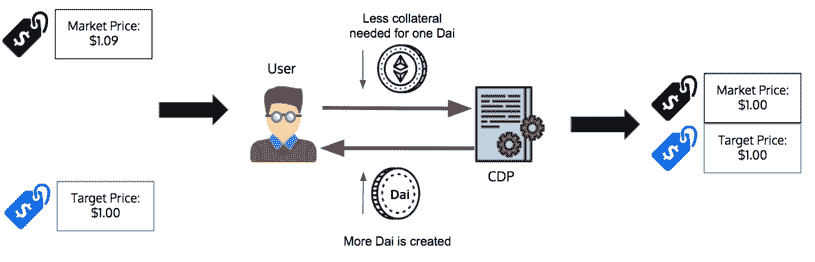 Market Price:
$1.09
Target Price:
$1.00
User
Less collateral
needed for one Dai
Dai
More Dai is created
CDP
Market Price:
$1.00
Target Price:
$1.00